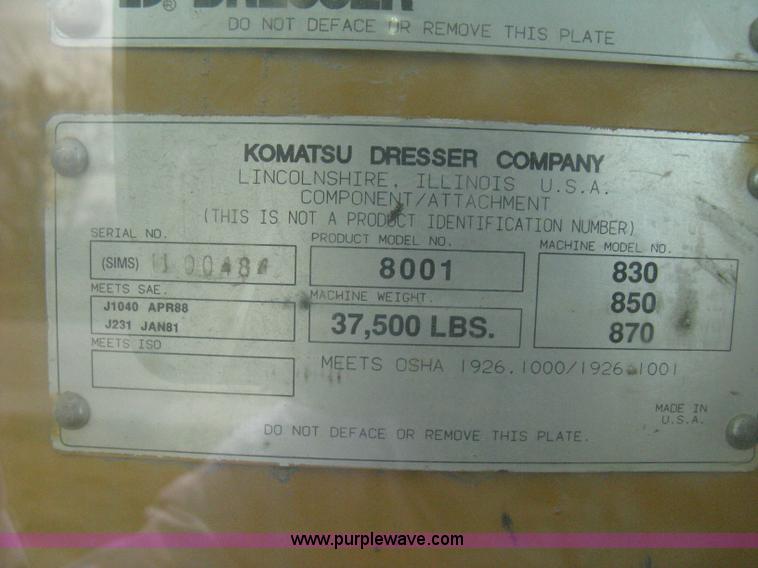 DRESSER
DO NOT DEFACE OR REMOVE THIS PLATE
KOMATSU DRESSER COMPANY
LINCOLNSHIRE, ILLINOIS U.S.A.
COMPONENT/ATTACHMENT
(THIS IS NOT A PRODUCT IDENTIFICATION NUMBER)
SERIAL NO.
(SIMS) 100484
PRODUCT MODEL NO.
8001
MACHINE MODEL NO.
830
850
870
MEETS SAE.
J1040 APR88
J231 JAN81
MACHINE WEIGHT.
37,500 LBS.
MEETS ISO
MEETS OSHA 1926.1000/1926.1001
MADE IN
U.S.A.
DO NOT DEFACE OR REMOVE THIS PLATE.
www.purplewave.com